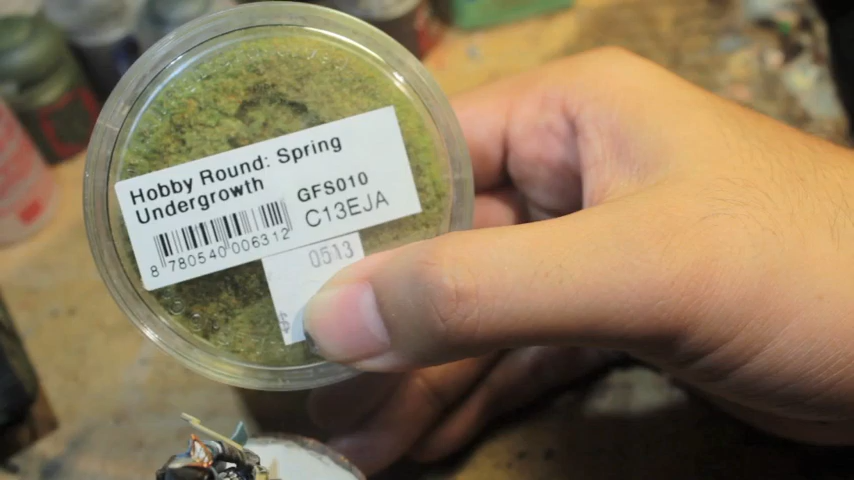 Hobby Round: Spring
Undergrowth
GFS010
C13EJA
8 780540 006312
0513